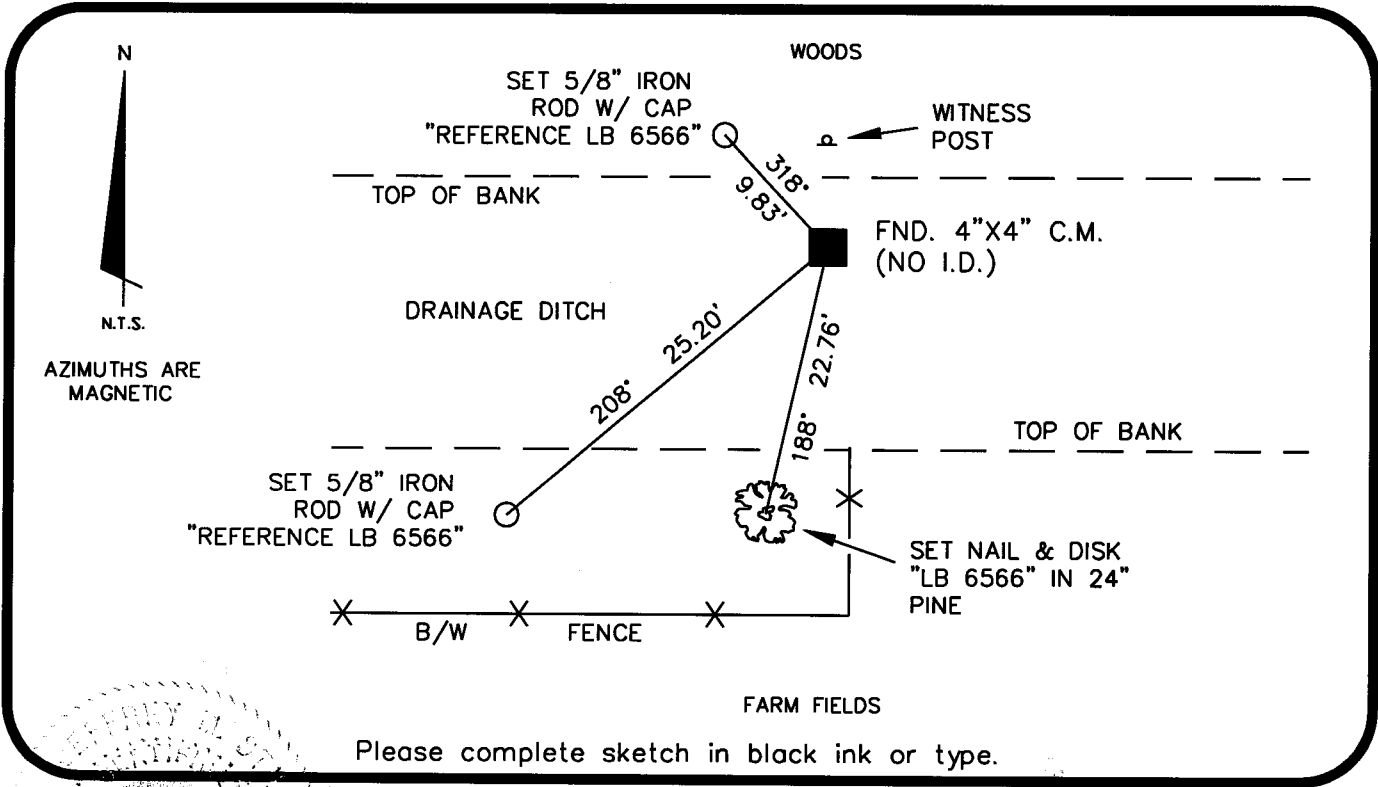 N
WOODS
SET 5/8" IRON
ROD W/ CAP
"REFERENCE LB 6566"
WITNESS
POST
318°
9.83'
TOP OF BANK
FND. 4"X4" C.M.
(NO I.D.)
N.T.S.
AZIMUTHS ARE
MAGNETIC
DRAINAGE DITCH
25.20'
208°
22.76'
188°
TOP OF BANK
SET 5/8" IRON
ROD W/ CAP
"REFERENCE LB 6566"
SET NAIL & DISK
"LB 6566" IN 24"
PINE
B/W FENCE
FARM FIELDS
Please complete sketch in black ink or type.